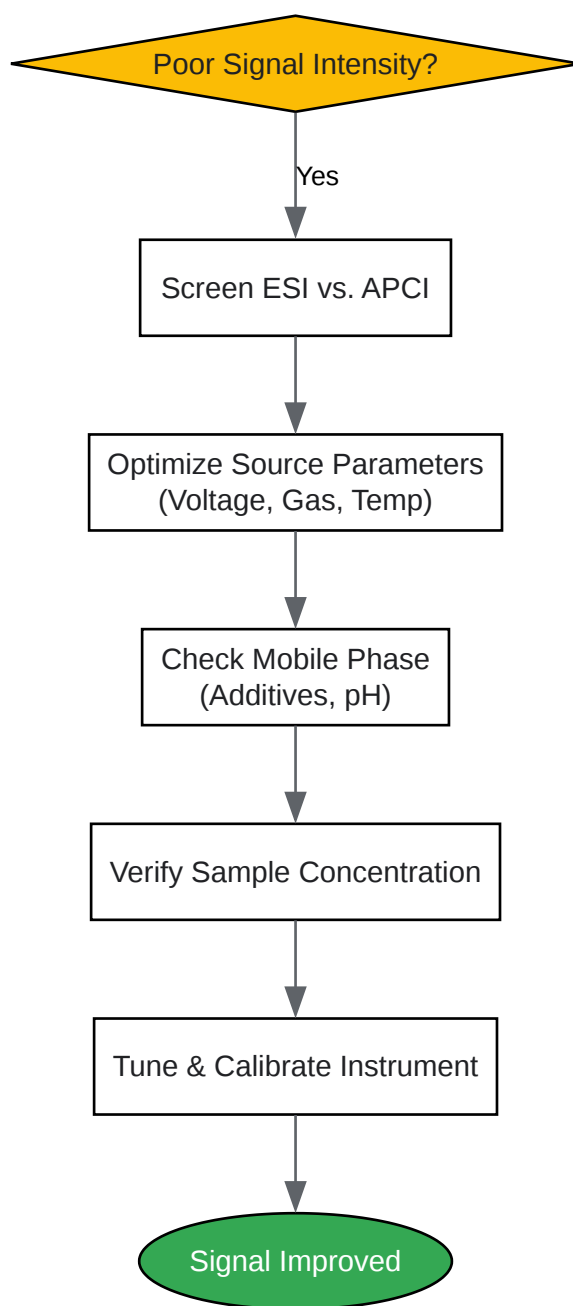 Poor Signal Intensity?
Yes
Screen ESI vs. APCI
Optimize Source Parameters
(Voltage, Gas, Temp)
Check Mobile Phase
(Additives, pH)
Verify Sample Concentration
Tune & Calibrate Instrument
Signal Improved